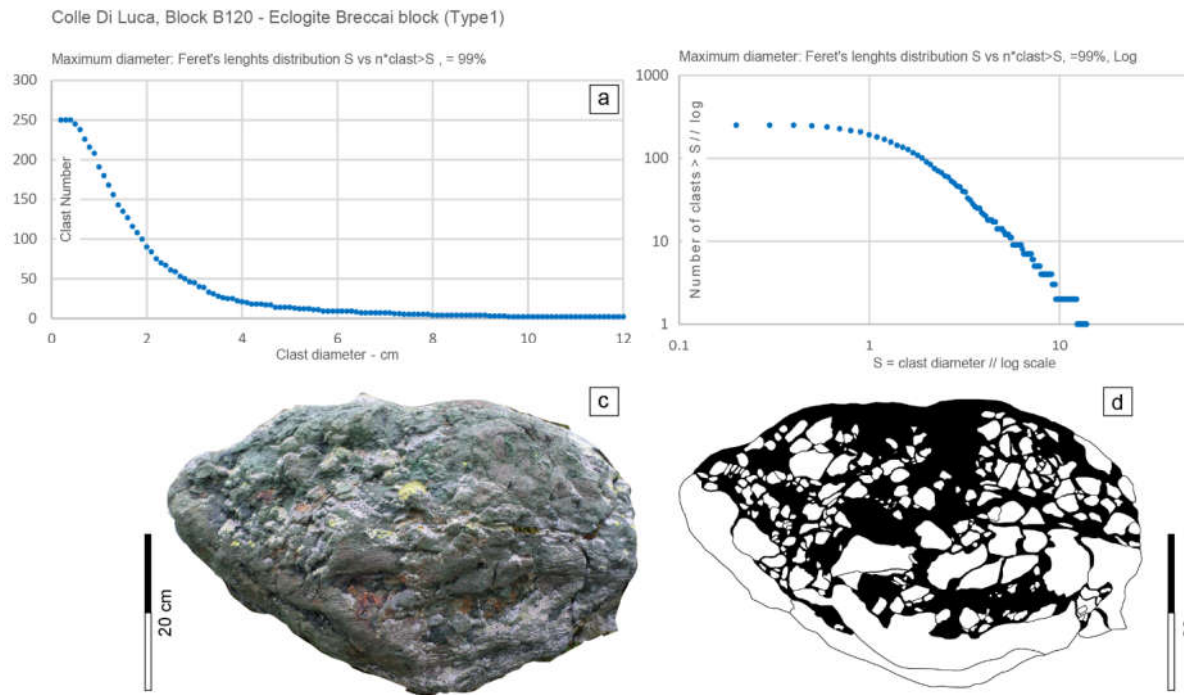 Colle Di Luca, Block B120 - Eclogite Breccai block (Type1)
Maximum diameter: Feret's lenghts distribution S vs n*clast>S , = 99%
300
250
200
150
100
50
0
Clast Number
a
0 2 4 6 8 10 12
Clast diameter - cm
Maximum diameter: Feret's lenghts distribution S vs n*clast>S, =99%, Log
1000
100
10
1
Number of clasts > S // log
0.1 1 10
S = clast diameter // log scale
c
20 cm
d